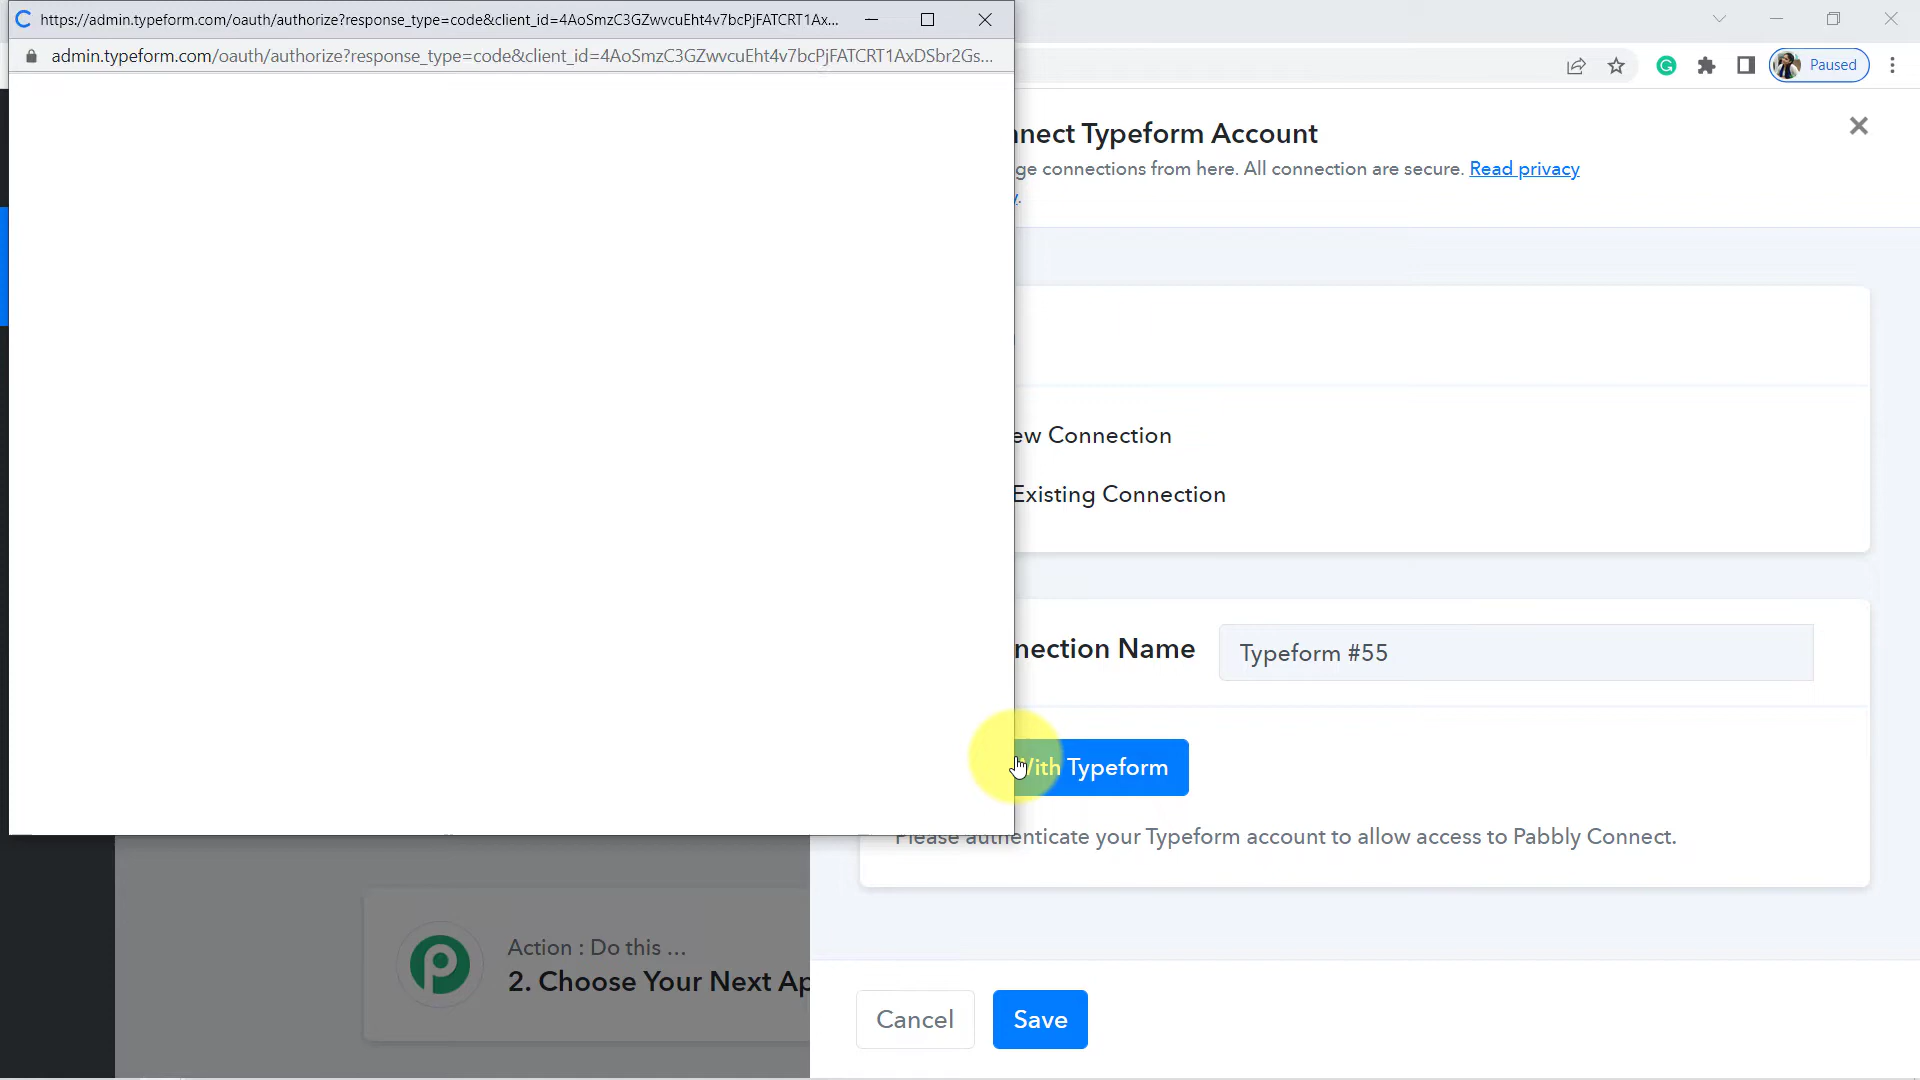 https://admin.typeform.com/oauth/authorize?response_type=code&client_id=4AoSmzC3GZwvcuEht4v7bcPjFATCRT1Ax...
admin.typeform.com/oauth/authorize?response_type=code&client_id=4AoSmzC3GZwvcuEht4v7bcPjFATCRT1AxDSbr2Gs...
Paused
nnect Typeform Account
ge connections from here. All connection are secure. Read privacy
y.
ew Connection
Existing Connection
nection Name
Typeform #55
With Typeform
Please authenticate your Typeform account to allow access to Pabbly Connect.
Action : Do this ...
2. Choose Your Next Ap
Cancel
Save